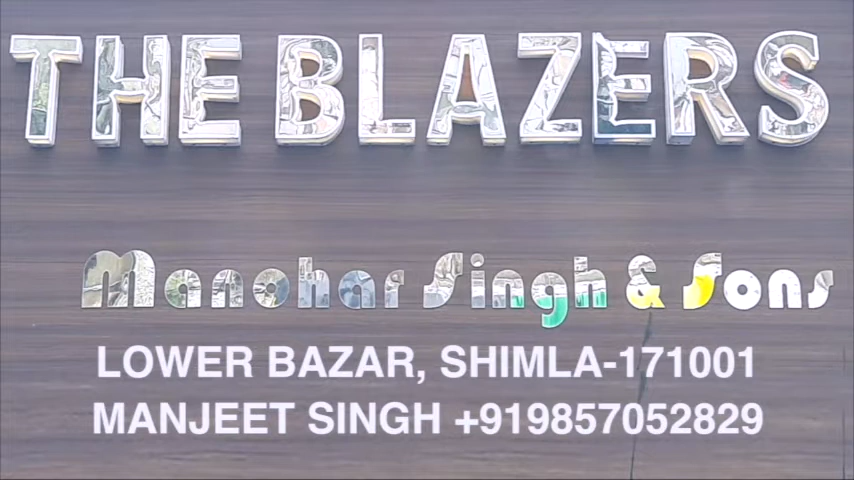 THE BLAZERS
Manohar Singh & Sons
LOWER BAZAR, SHIMLA-171001
MANJEET SINGH +919857052829